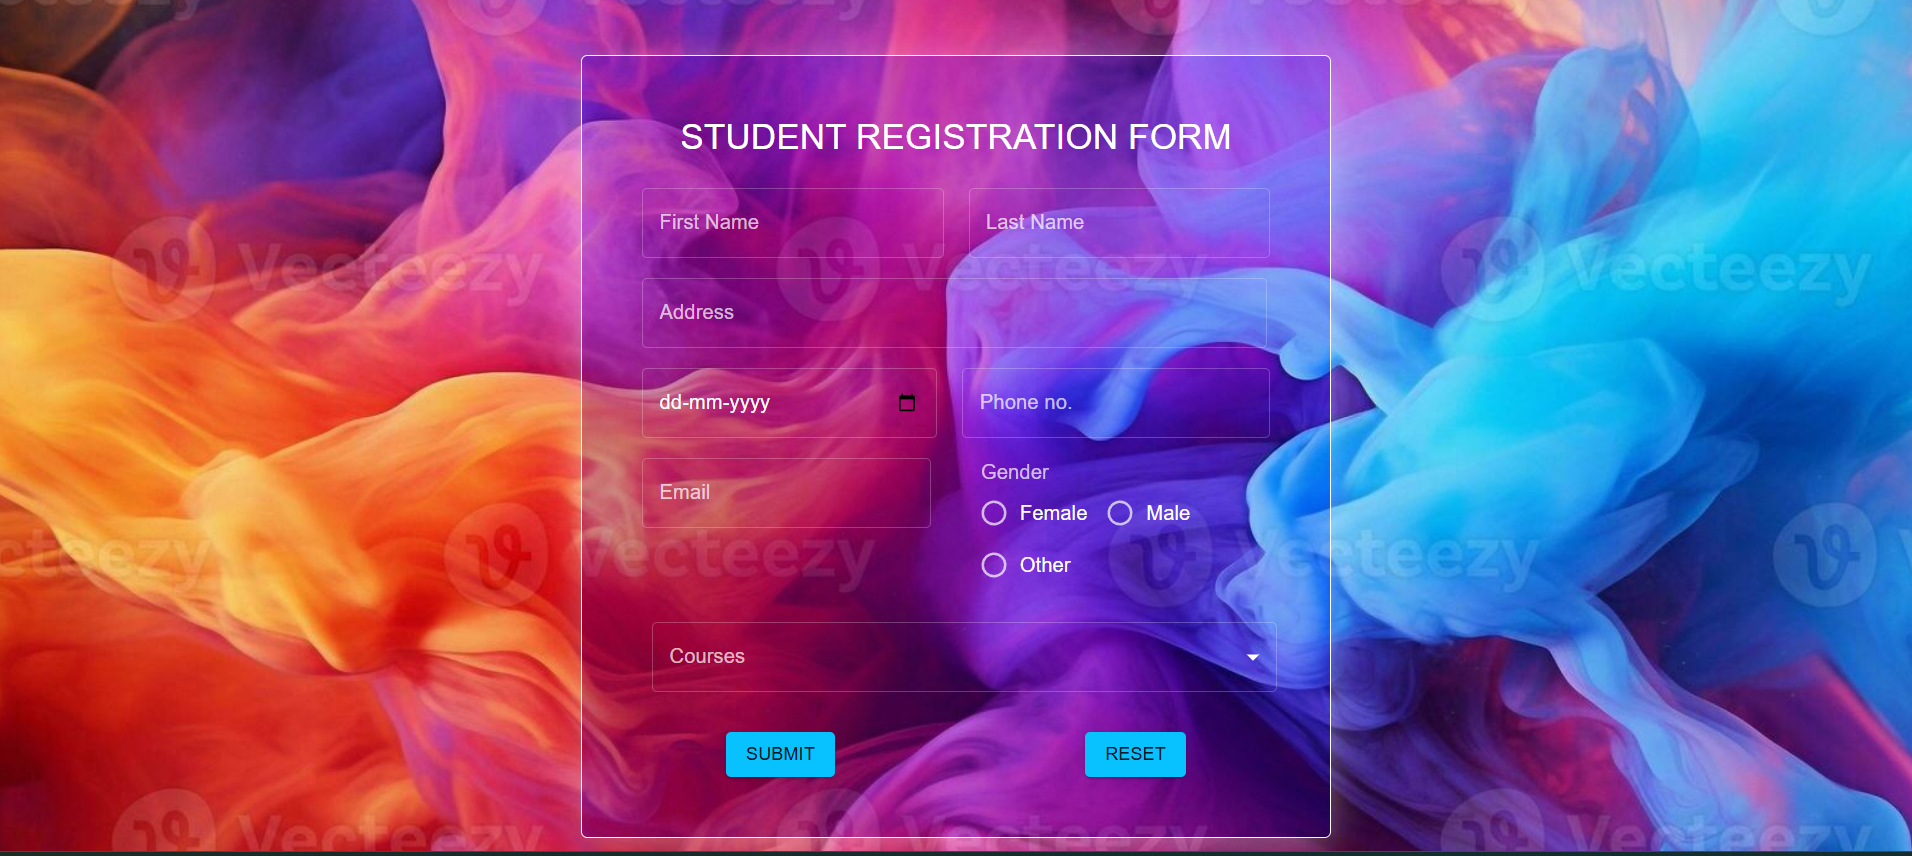 STUDENT REGISTRATION FORM
First Name Last Name
Address
dd-mm-yyyy Phone no.
Email
Gender
Female Male
Other
Courses
SUBMIT RESET
Vecteezy Vecteezy Vecteezy
cteezy Vecteezy Vecteezy
Vecteezy Vecteezy Vecteezy